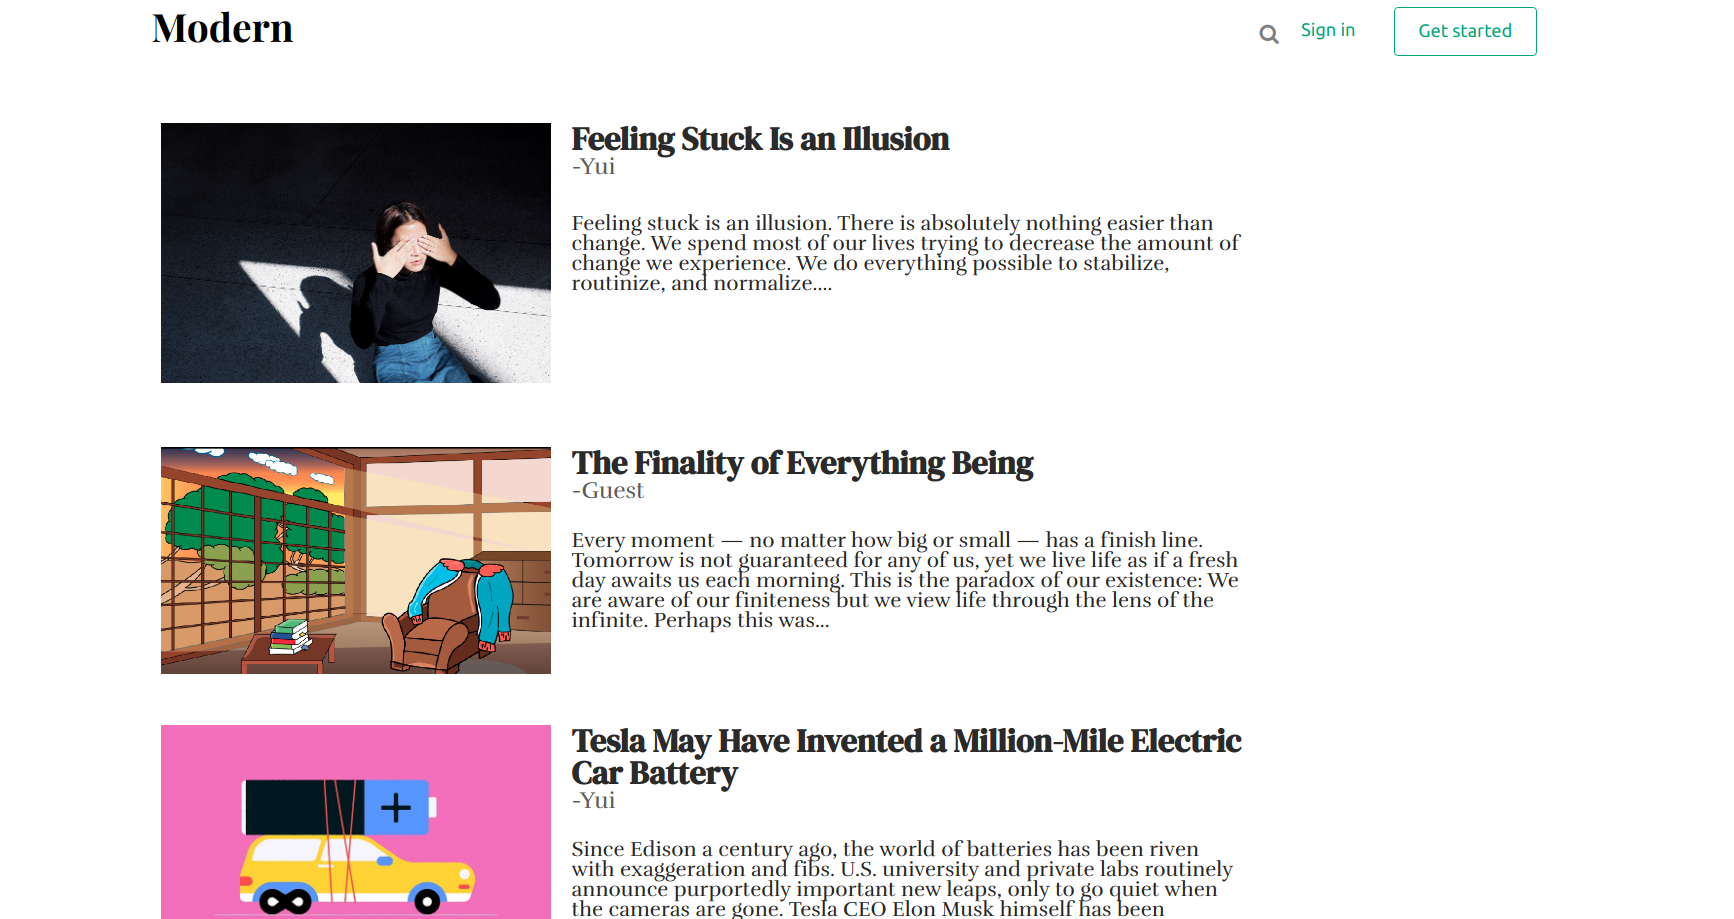 Modern
Sign in
Get started
Feeling Stuck Is an Illusion
-Yui
Feeling stuck is an illusion. There is absolutely nothing easier than
change. We spend most of our lives trying to decrease the amount of
change we experience. We do everything possible to stabilize,
routinize, and normalize....
The Finality of Everything Being
-Guest
Every moment — no matter how big or small — has a finish line.
Tomorrow is not guaranteed for any of us, yet we live life as if a fresh
day awaits us each morning. This is the paradox of our existence: We
are aware of our finiteness but we view life through the lens of the
infinite. Perhaps this was...
Tesla May Have Invented a Million-Mile Electric
Car Battery
-Yui
Since Edison a century ago, the world of batteries has been riven
with exaggeration and fibs. U.S. university and private labs routinely
announce purportedly important new leaps, only to go quiet when
the cameras are gone. Tesla CEO Elon Musk himself has been